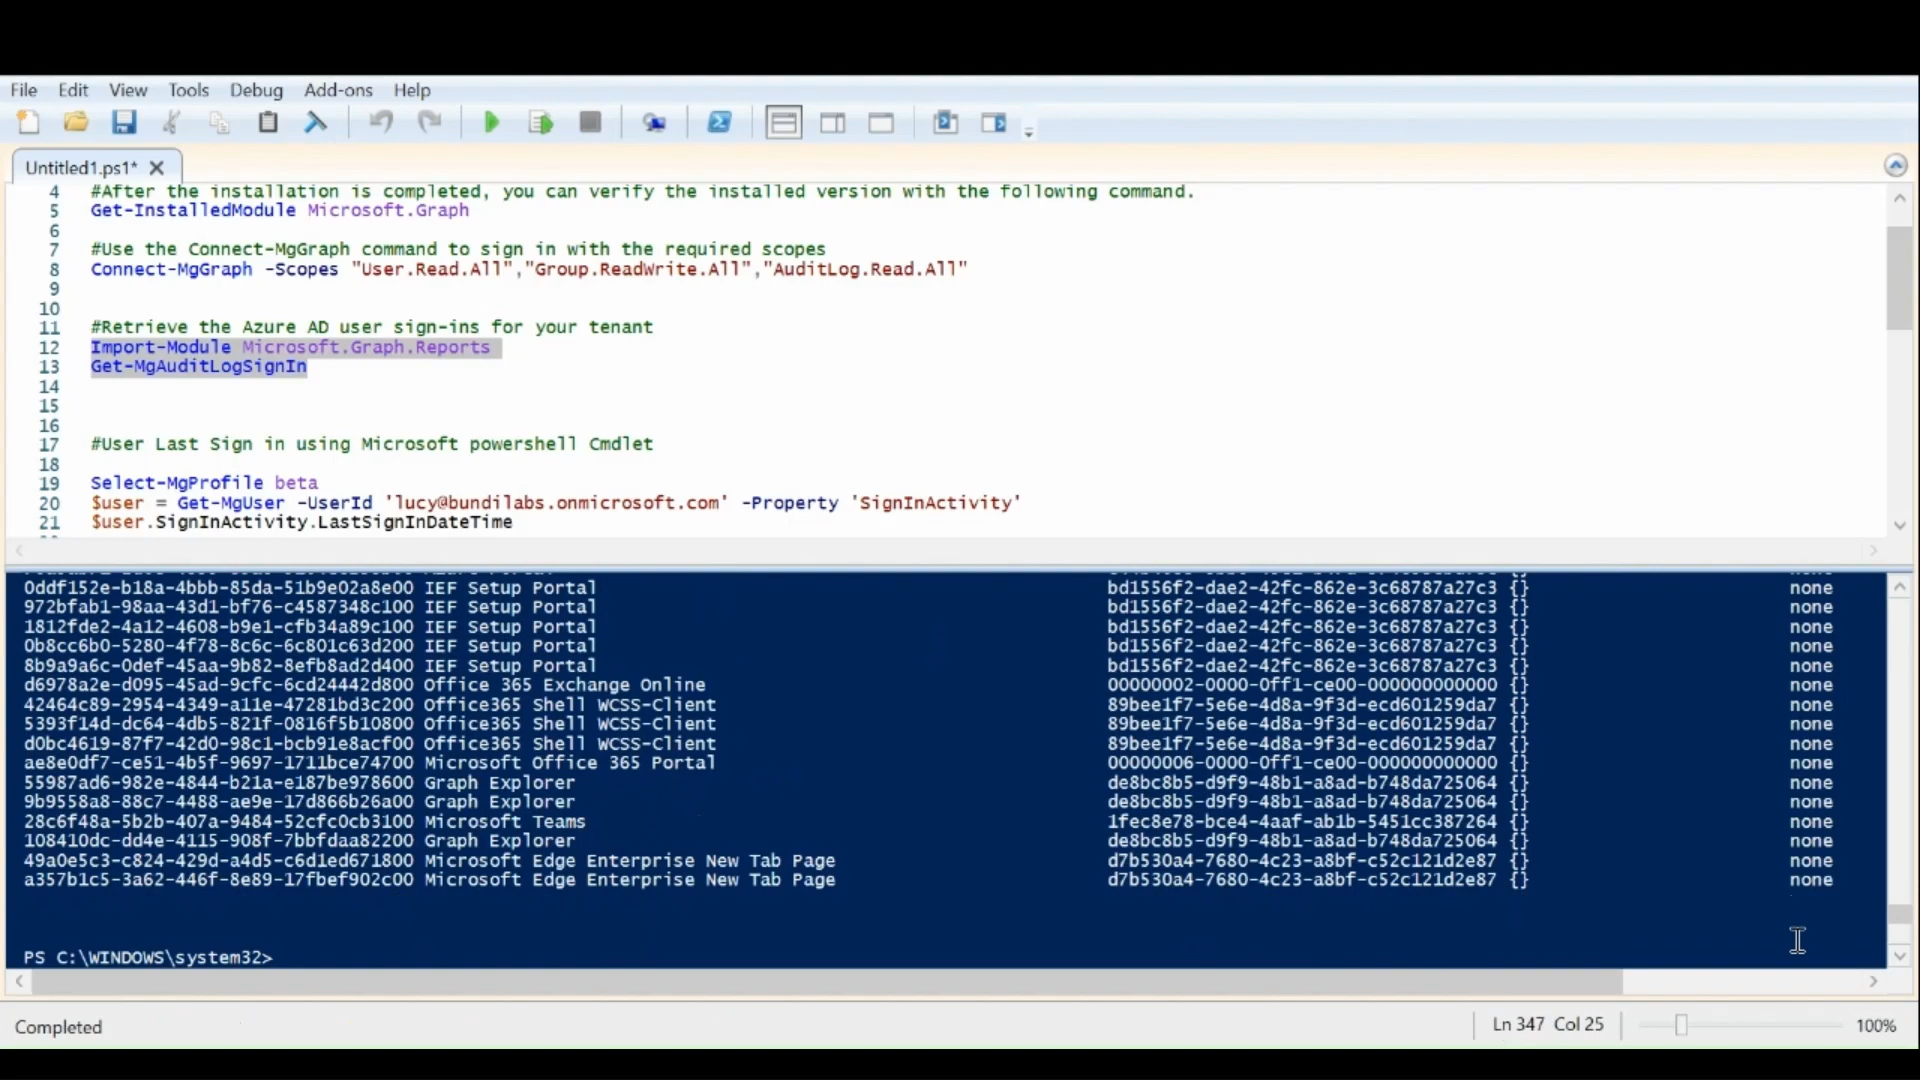 File Edit View Tools Debug Add-ons Help
Untitled1.ps1*
4 #After the installation is completed, you can verify the installed version with the following command.
5 Get-InstalledModule Microsoft.Graph
6
7 #Use the Connect-MgGraph command to sign in with the required scopes
8 Connect-MgGraph -Scopes "User.Read.All","Group.ReadWrite.All","AuditLog.Read.All"
9
10
11 #Retrieve the Azure AD user sign-ins for your tenant
12 Import-Module Microsoft.Graph.Reports
13 Get-MgAuditLogSignIn
14
15
16
17 #User Last Sign in using Microsoft powershell Cmdlet
18
19 Select-MgProfile beta
20 $user = Get-MgUser -UserId 'lucy@bundilabs.onmicrosoft.com' -Property 'SignInActivity'
21 $user.SignInActivity.LastSignInDateTime
0ddf152e-b18a-4bbb-85da-51b9e02a8e00 IEF Setup Portal bd1556f2-dae2-42fc-862e-3c68787a27c3 {} none
972bfab1-98aa-43d1-bf76-c4587348c100 IEF Setup Portal bd1556f2-dae2-42fc-862e-3c68787a27c3 {} none
1812fde2-4a12-4608-b9e1-cfb34a89c100 IEF Setup Portal bd1556f2-dae2-42fc-862e-3c68787a27c3 {} none
0b8cc6b0-5280-4f78-8c6c-6c801c63d200 IEF Setup Portal bd1556f2-dae2-42fc-862e-3c68787a27c3 {} none
8b9a9a6c-0def-45aa-9b82-8efb8ad2d400 IEF Setup Portal bd1556f2-dae2-42fc-862e-3c68787a27c3 {} none
d6978a2e-d095-45ad-9cfc-6cd24442d800 Office 365 Exchange Online 00000002-0000-0ff1-ce00-000000000000 {} none
42464c89-2954-4349-a11e-47281bd3c200 Office365 Shell WCSS-Client 89bee1f7-5e6e-4d8a-9f3d-ecd601259da7 {} none
5393f14d-dc64-4db5-821f-0816f5b10800 Office365 Shell WCSS-Client 89bee1f7-5e6e-4d8a-9f3d-ecd601259da7 {} none
d0bc4619-87f7-42d0-98c1-bcb91e8acf00 Office365 Shell WCSS-Client 89bee1f7-5e6e-4d8a-9f3d-ecd601259da7 {} none
ae8e0df7-ce51-4b5f-9697-1711bce74700 Microsoft Office 365 Portal 00000006-0000-0ff1-ce00-000000000000 {} none
55987ad6-982e-4844-b21a-e187be978600 Graph Explorer de8bc8b5-d9f9-48b1-a8ad-b748da725064 {} none
9b9558a8-88c7-4488-ae9e-17d866b26a00 Graph Explorer de8bc8b5-d9f9-48b1-a8ad-b748da725064 {} none
28c6f48a-5b2b-407a-9484-52cfc0cb3100 Microsoft Teams 1fec8e78-bce4-4aaf-ab1b-5451cc387264 {} none
108410dc-dd4e-4115-908f-7bbfdaa82200 Graph Explorer de8bc8b5-d9f9-48b1-a8ad-b748da725064 {} none
49a0e5c3-c824-429d-a4d5-c6d1ed671800 Microsoft Edge Enterprise New Tab Page d7b530a4-7680-4c23-a8bf-c52c121d2e87 {} none
a357b1c5-3a62-446f-8e89-17fbef902c00 Microsoft Edge Enterprise New Tab Page d7b530a4-7680-4c23-a8bf-c52c121d2e87 {} none
PS C:\WINDOWS\system32>
Completed Ln 347 Col 25 100%